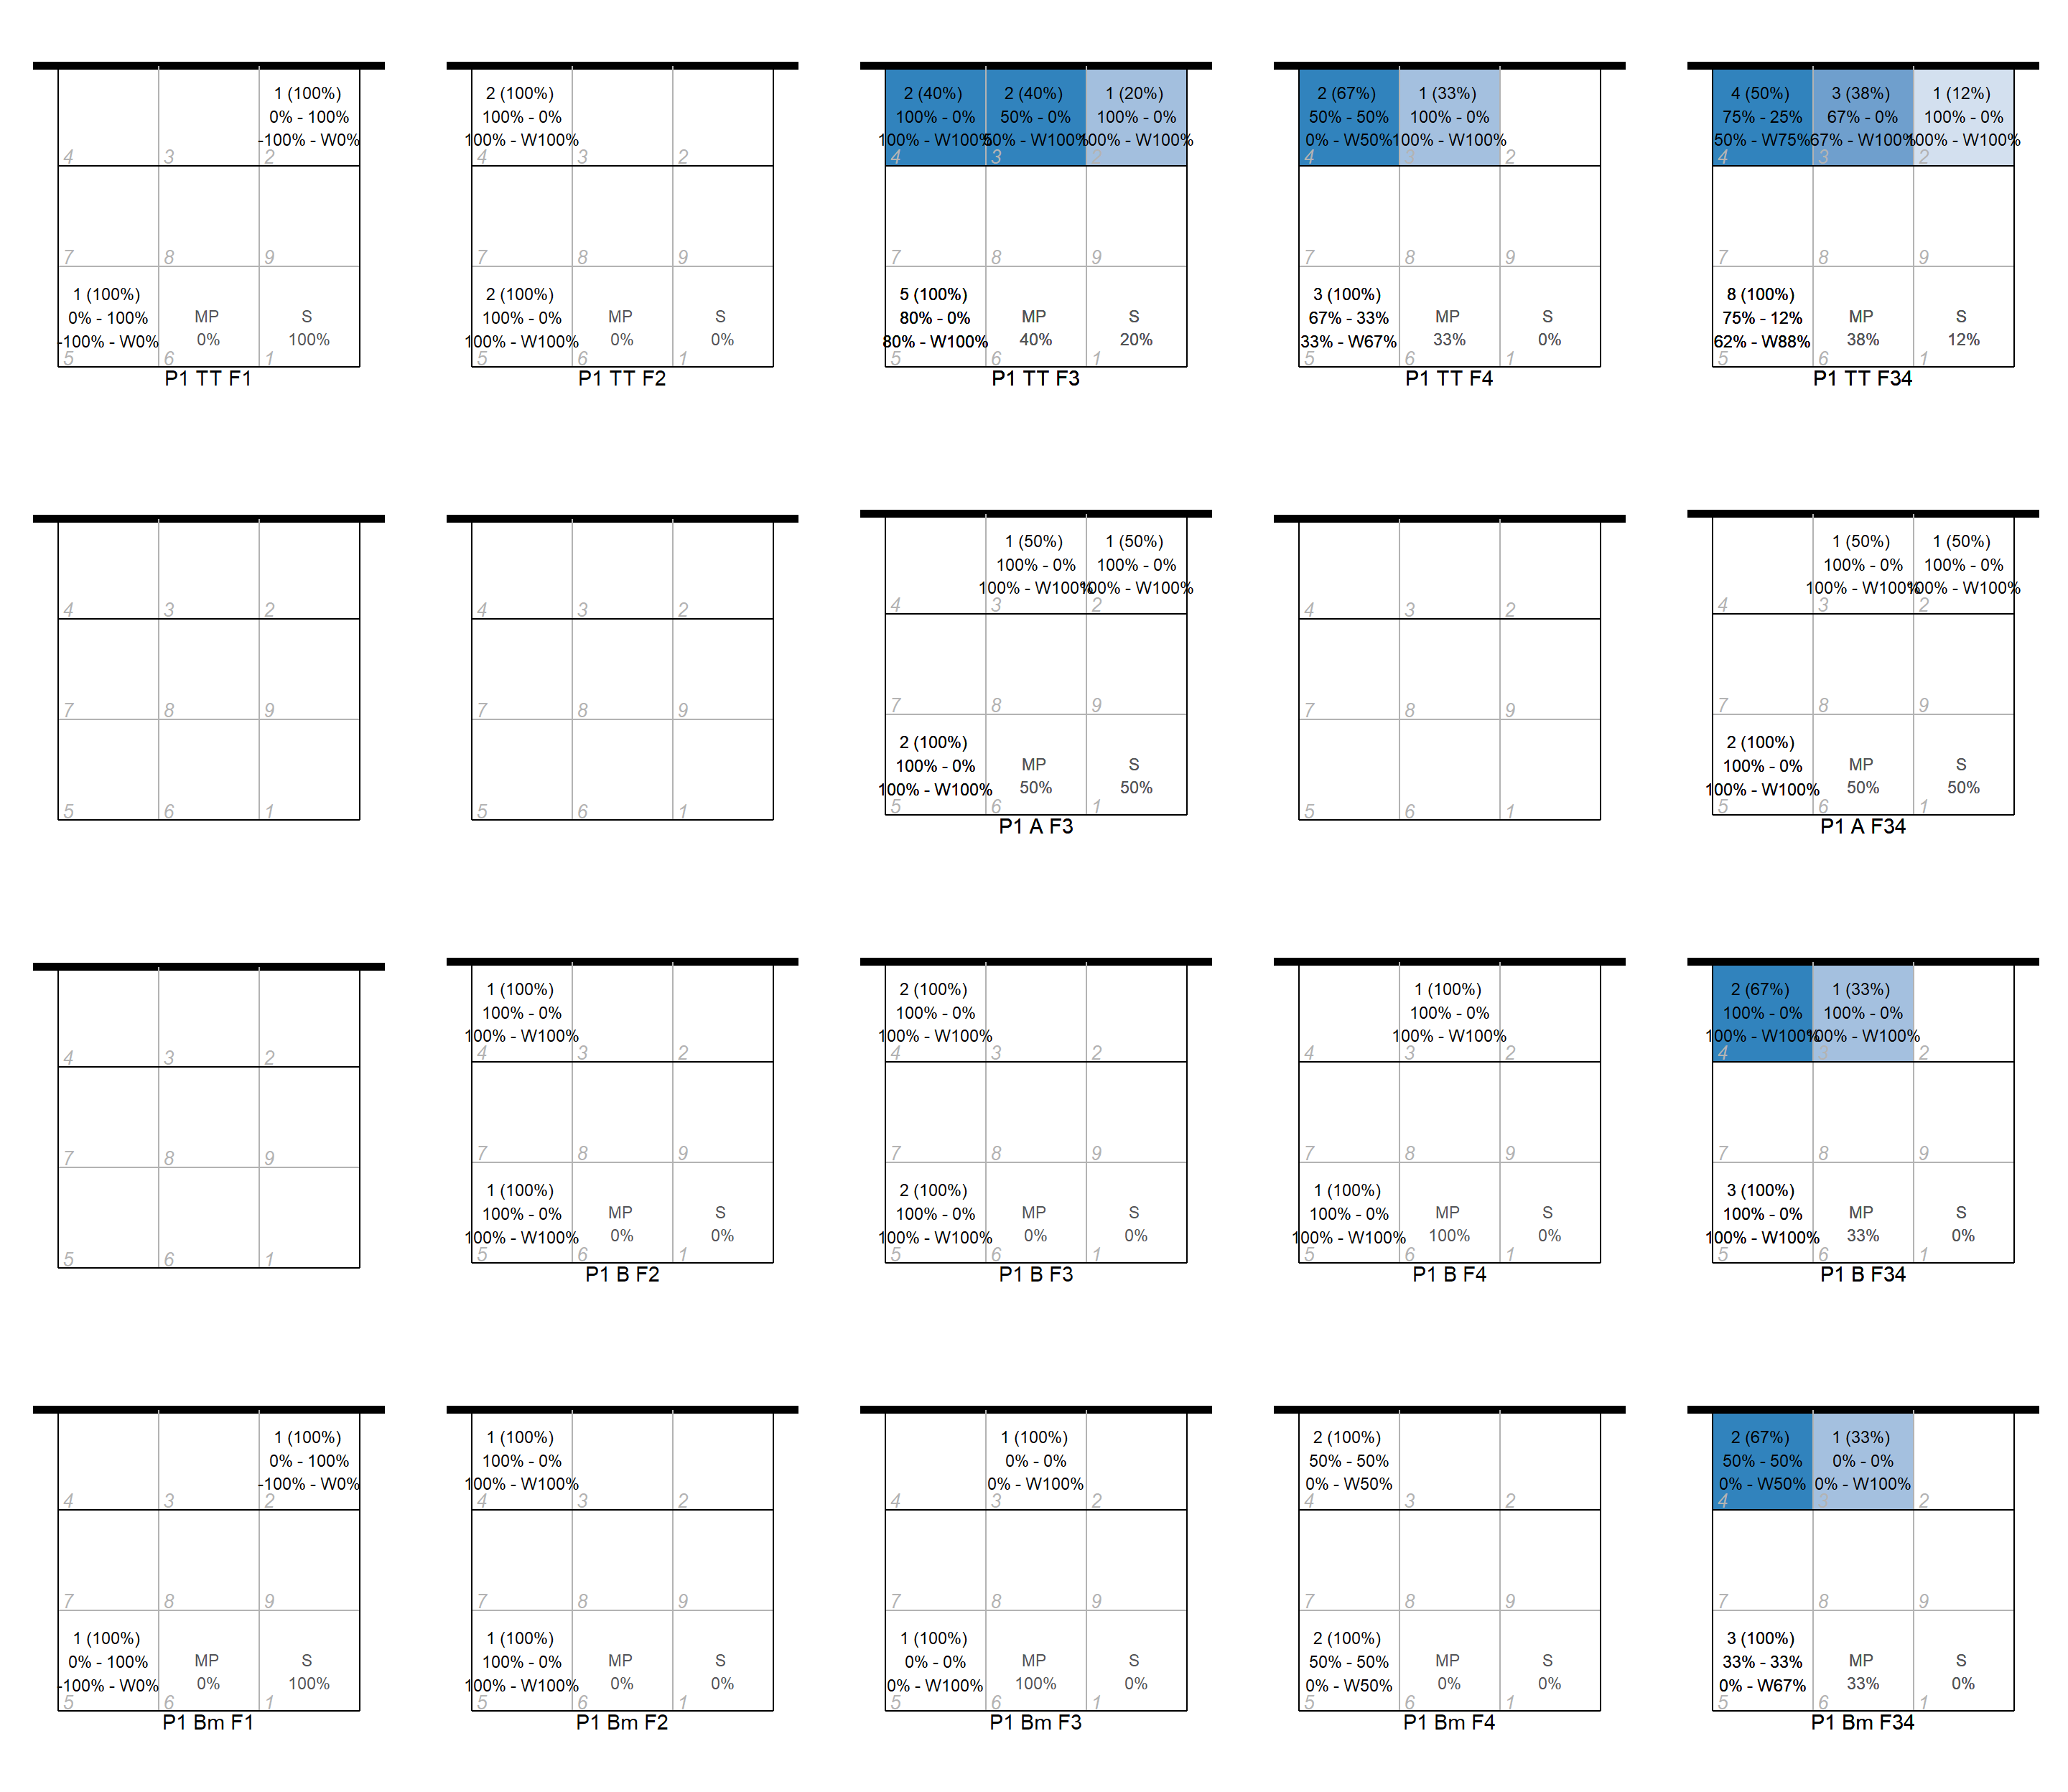 1 (100%)
0% - 100%
-100% - W0%
4 3 2
7 8 9
1 (100%)
0% - 100%
-100% - W0%
MP
0%
S
100%
5 6 1
P1 TT F1
2 (100%)
100% - 0%
100% - W100%
4 3 2
7 8 9
2 (100%)
100% - 0%
100% - W100%
MP
0%
S
0%
5 6 1
P1 TT F2
2 (40%)
100% - 0%
100% - W100%
2 (40%)
50% - 0%
50% - W100%
1 (20%)
100% - 0%
100% - W100%
4 3 2
7 8 9
5 (100%)
80% - 0%
80% - W100%
MP
40%
S
20%
5 6 1
P1 TT F3
2 (67%)
50% - 50%
0% - W50%
1 (33%)
100% - 0%
100% - W100%
4 3 2
7 8 9
3 (100%)
67% - 33%
33% - W67%
MP
33%
S
0%
5 6 1
P1 TT F4
4 (50%)
75% - 25%
50% - W75%
3 (38%)
67% - 0%
67% - W100%
1 (12%)
100% - 0%
100% - W100%
4 3 2
7 8 9
8 (100%)
75% - 12%
62% - W88%
MP
38%
S
12%
5 6 1
P1 TT F34
4 3 2
7 8 9
5 6 1
4 3 2
7 8 9
5 6 1
1 (50%)
100% - 0%
100% - W100%
1 (50%)
100% - 0%
100% - W100%
4 3 2
7 8 9
2 (100%)
100% - 0%
100% - W100%
MP
50%
S
50%
5 6 1
P1 A F3
4 3 2
7 8 9
5 6 1
1 (50%)
100% - 0%
100% - W100%
1 (50%)
100% - 0%
100% - W100%
4 3 2
7 8 9
2 (100%)
100% - 0%
100% - W100%
MP
50%
S
50%
5 6 1
P1 A F34
4 3 2
7 8 9
5 6 1
1 (100%)
100% - 0%
100% - W100%
4 3 2
7 8 9
1 (100%)
100% - 0%
100% - W100%
MP
0%
S
0%
5 6 1
P1 B F2
2 (100%)
100% - 0%
100% - W100%
4 3 2
7 8 9
2 (100%)
100% - 0%
100% - W100%
MP
0%
S
0%
5 6 1
P1 B F3
1 (100%)
100% - 0%
100% - W100%
4 3 2
7 8 9
1 (100%)
100% - 0%
100% - W100%
MP
100%
S
0%
5 6 1
P1 B F4
2 (67%)
100% - 0%
100% - W100%
1 (33%)
100% - 0%
100% - W100%
4 3 2
7 8 9
3 (100%)
100% - 0%
100% - W100%
MP
33%
S
0%
5 6 1
P1 B F34
1 (100%)
0% - 100%
-100% - W0%
4 3 2
7 8 9
1 (100%)
0% - 100%
-100% - W0%
MP
0%
S
100%
5 6 1
P1 Bm F1
1 (100%)
100% - 0%
100% - W100%
4 3 2
7 8 9
1 (100%)
100% - 0%
100% - W100%
MP
0%
S
0%
5 6 1
P1 Bm F2
1 (100%)
0% - 0%
0% - W100%
4 3 2
7 8 9
1 (100%)
0% - 0%
0% - W100%
MP
100%
S
0%
5 6 1
P1 Bm F3
2 (100%)
50% - 50%
0% - W50%
4 3 2
7 8 9
2 (100%)
50% - 50%
0% - W50%
MP
0%
S
0%
5 6 1
P1 Bm F4
2 (67%)
50% - 50%
0% - W50%
1 (33%)
0% - 0%
0% - W100%
4 3 2
7 8 9
3 (100%)
33% - 33%
0% - W67%
MP
33%
S
0%
5 6 1
P1 Bm F34